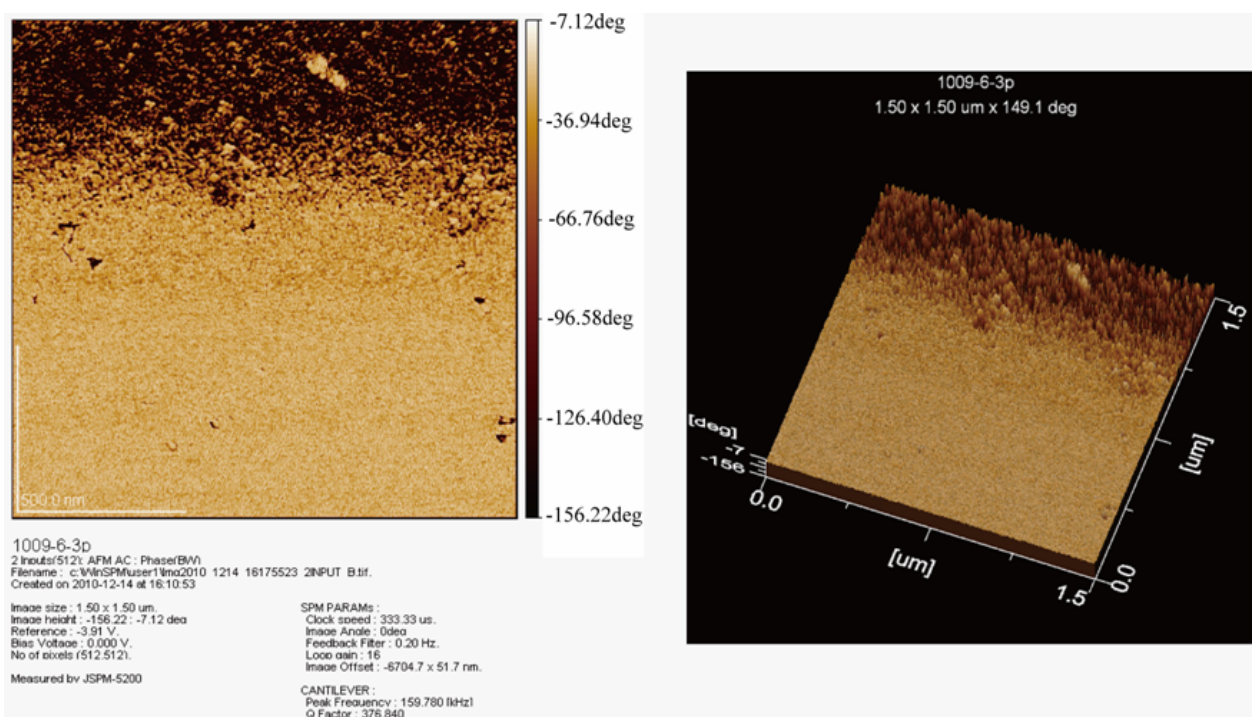 -7.12deg
-36.94deg
-66.76deg
-96.58deg
-126.40deg
-156.22deg
500.0 nm
1009-6-3p
2 Inputs(512): AFM AC : Phase(BW)
Filename : c:\WinSPM\user1\Img2010_1214_16175523_2INPUT_B.tif.
Created on 2010-12-14 at 16:10:53
Image size : 1.50 x 1.50 um.
Image height : -156.22 : -7.12 deg
Reference : -3.91 V.
Bias Voltage : 0.000 V.
No of pixels (512,512).
Measured by JSPM-5200
SPM PARAMs :
Clock speed : 333.33 us.
Image Angle : 0deg
Feedback Filter : 0.20 Hz.
Loop gain : 16
Image Offset : -6704.7 x 51.7 nm.
CANTILEVER :
Peak Frequency : 159.780 [kHz]
Q Factor : 376.840
1009-6-3p
1.50 x 1.50 um x 149.1 deg
1.5
[um]
[deg]
-7
-156
0.0
[um]
1.5
0.0